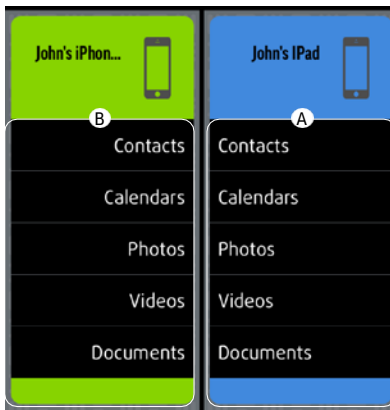 John's iPhon...
B
Contacts
Calendars
Photos
Videos
Documents
John's IPad
A
Contacts
Calendars
Photos
Videos
Documents